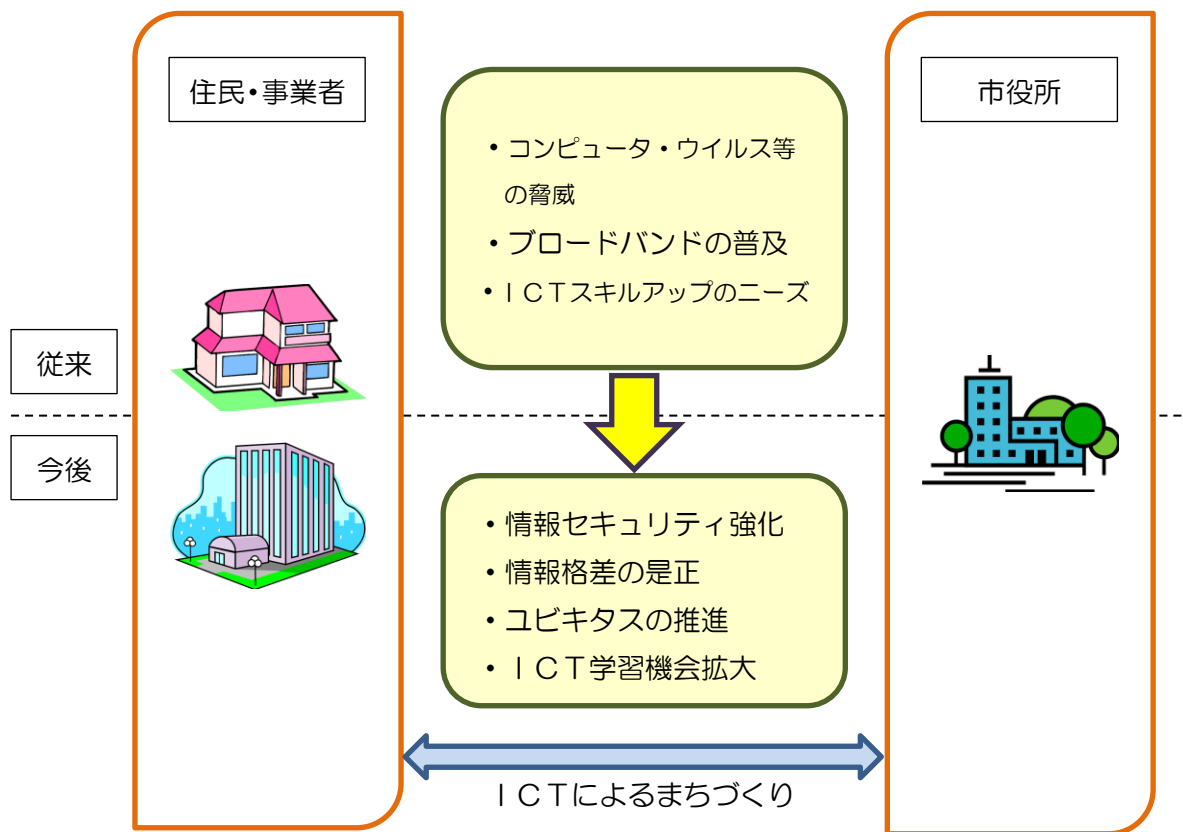 住民・事業者
市役所
・コンピュータ・ウイルス等
の脅威
・ブロードバンドの普及
・ＩＣＴスキルアップのニーズ
従来
今後
・情報セキュリティ強化
・情報格差の是正
・ユビキタスの推進
・ＩＣＴ学習機会拡大
ＩＣＴによるまちづくり